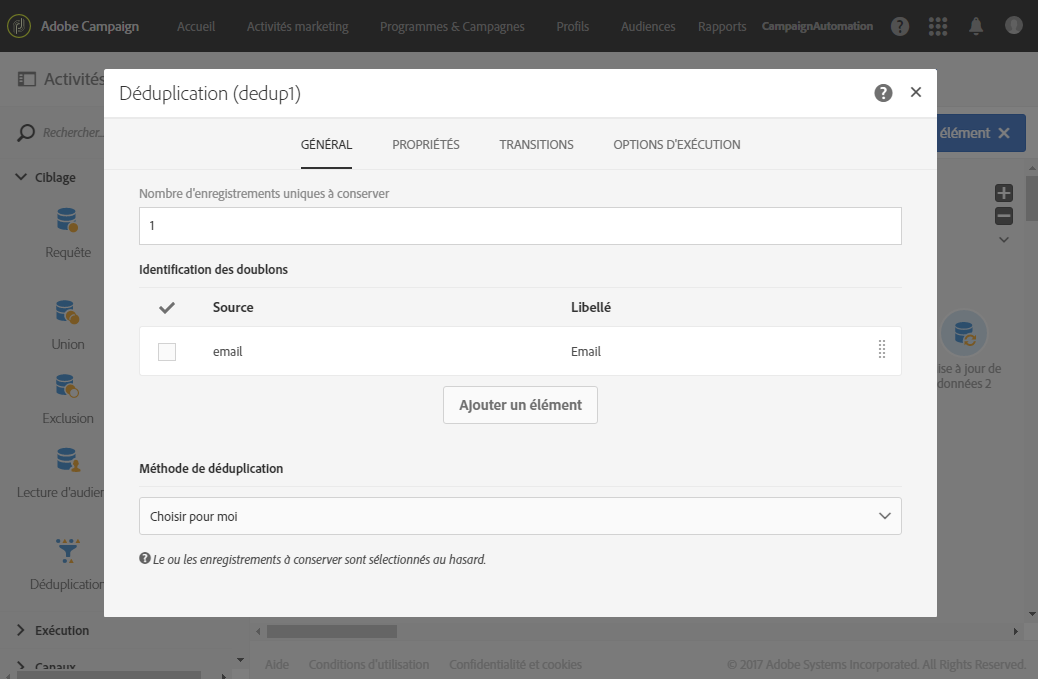 Adobe Campaign Accueil Activités marketing Programmes & Campagnes Profils Audiences Rapports CampaignAutomation ?
Activités
Déduplication (dedup1) ? ×
Rechercher...
élément ×
GÉNÉRAL PROPRIÉTÉS TRANSITIONS OPTIONS D'EXÉCUTION
Ciblage
Nombre d'enregistrements uniques à conserver
1
Requête
Identification des doublons
Source Libellé
Union
email Email
ise à jour de
données 2
Exclusion
Ajouter un élément
Méthode de déduplication
Lecture d'audien
Choisir pour moi
? Le ou les enregistrements à conserver sont sélectionnés au hasard.
Déduplication
Exécution
Canaux
Aide Conditions d'utilisation Confidentialité et cookies © 2017 Adobe Systems Incorporated. All Rights Reserved.